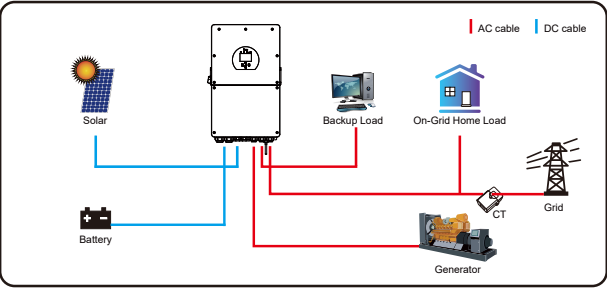 AC cable
DC cable
Solar
Backup Load
On-Grid Home Load
CT
Grid
Battery
Generator